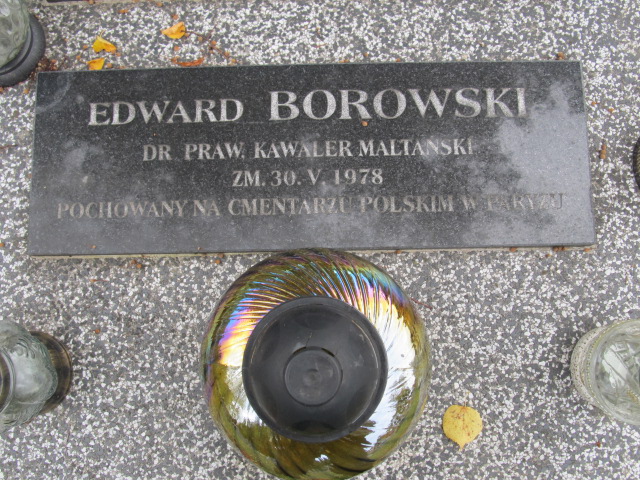 EDWARD BOROWSKI
DR PRAW. KAWALER MALTAŃSKI
ZM. 30. V. 1978
POCHOWANY NA CMENTARZU POLSKIM W PARYŻU